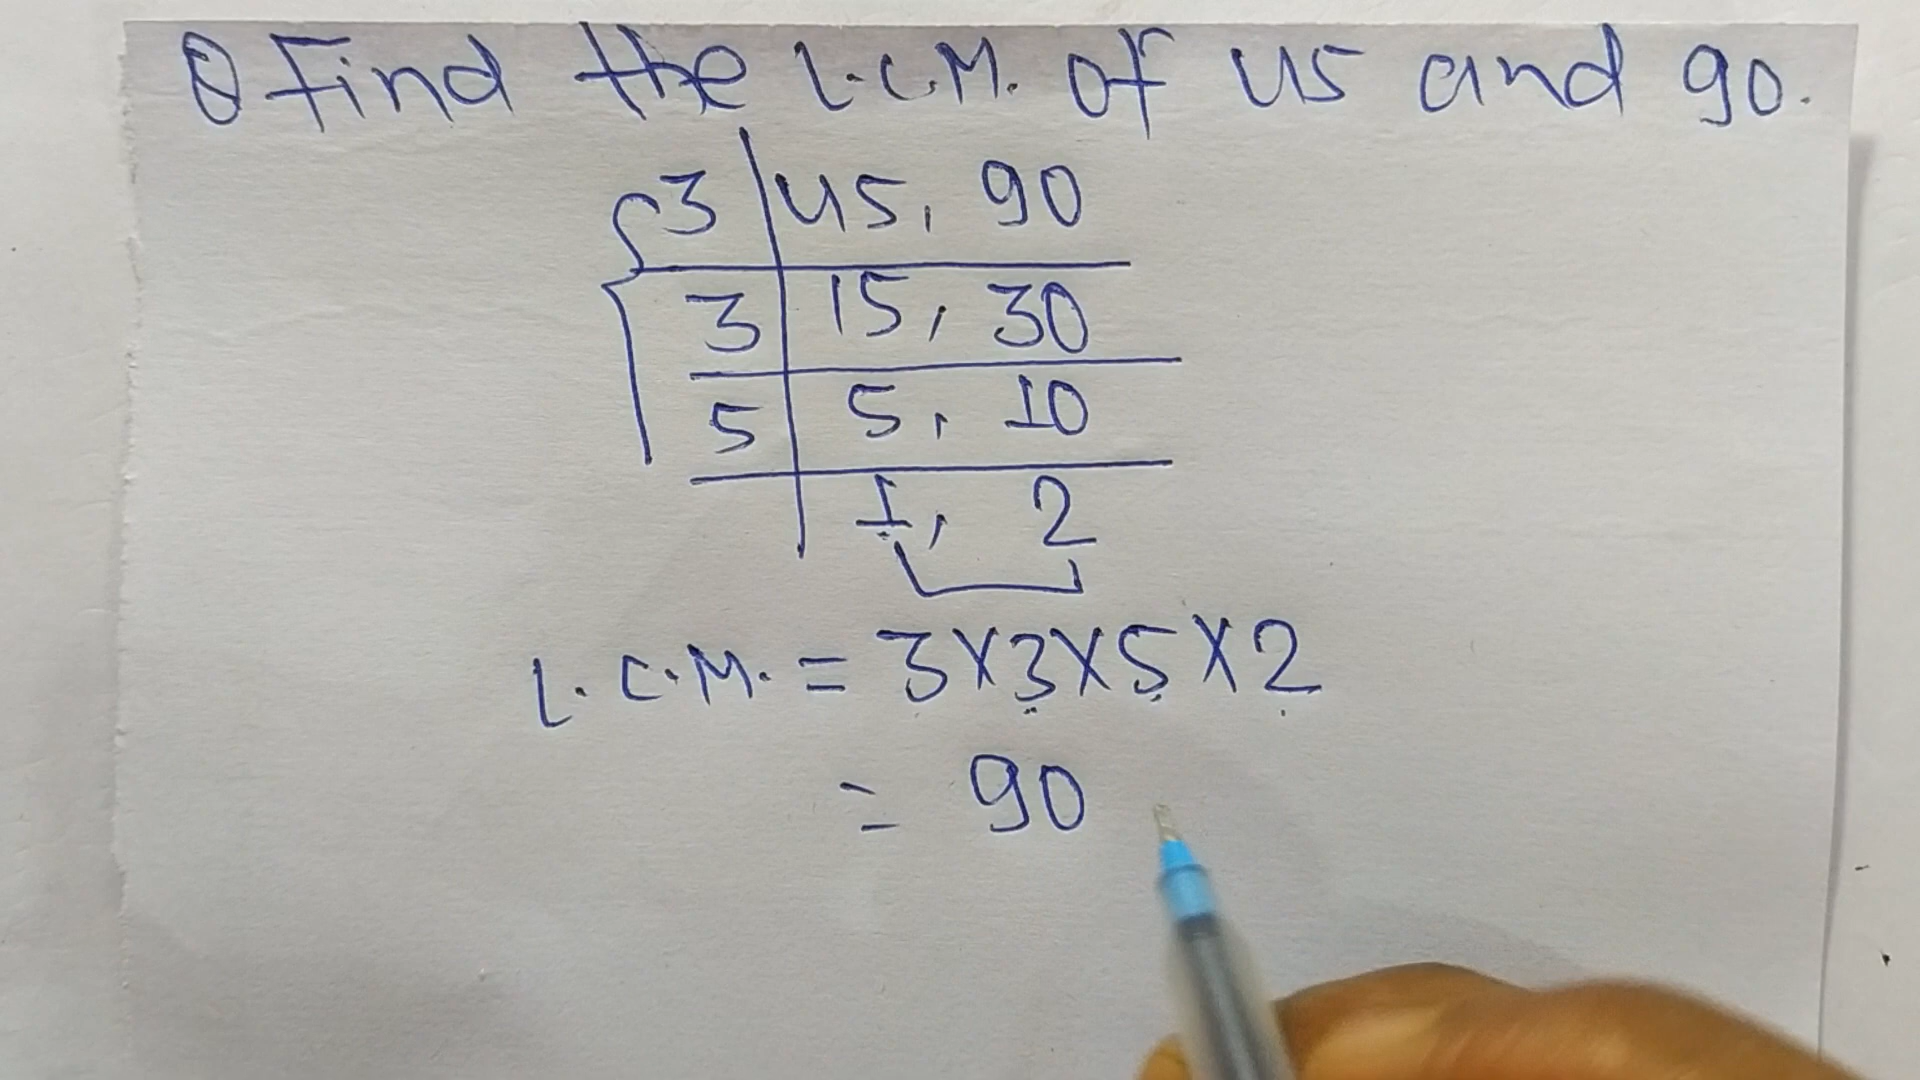 Q Find the L.C.M. of 45 and 90.
3 | 45, 90
3 | 15, 30
5 | 5, 10
1, 2
L.C.M. = 3×3×5×2
= 90